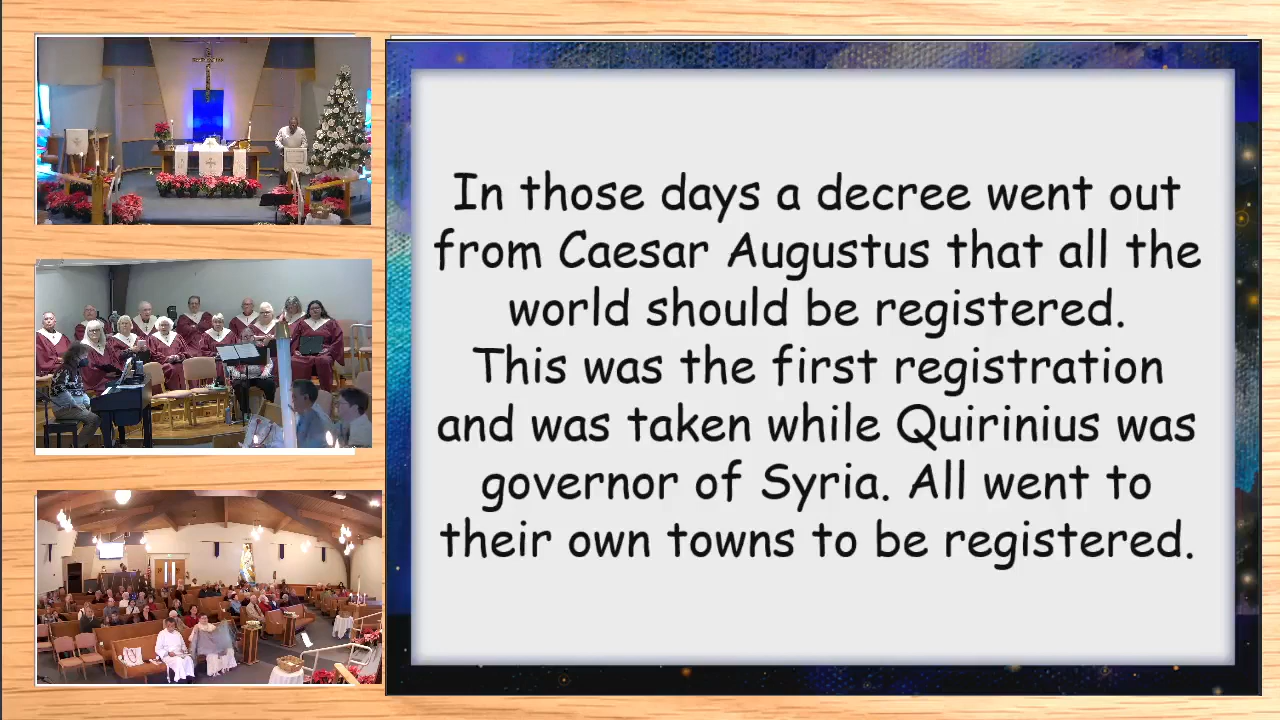 In those days a decree went out
from Caesar Augustus that all the
world should be registered.
This was the first registration
and was taken while Quirinius was
governor of Syria. All went to
their own towns to be registered.